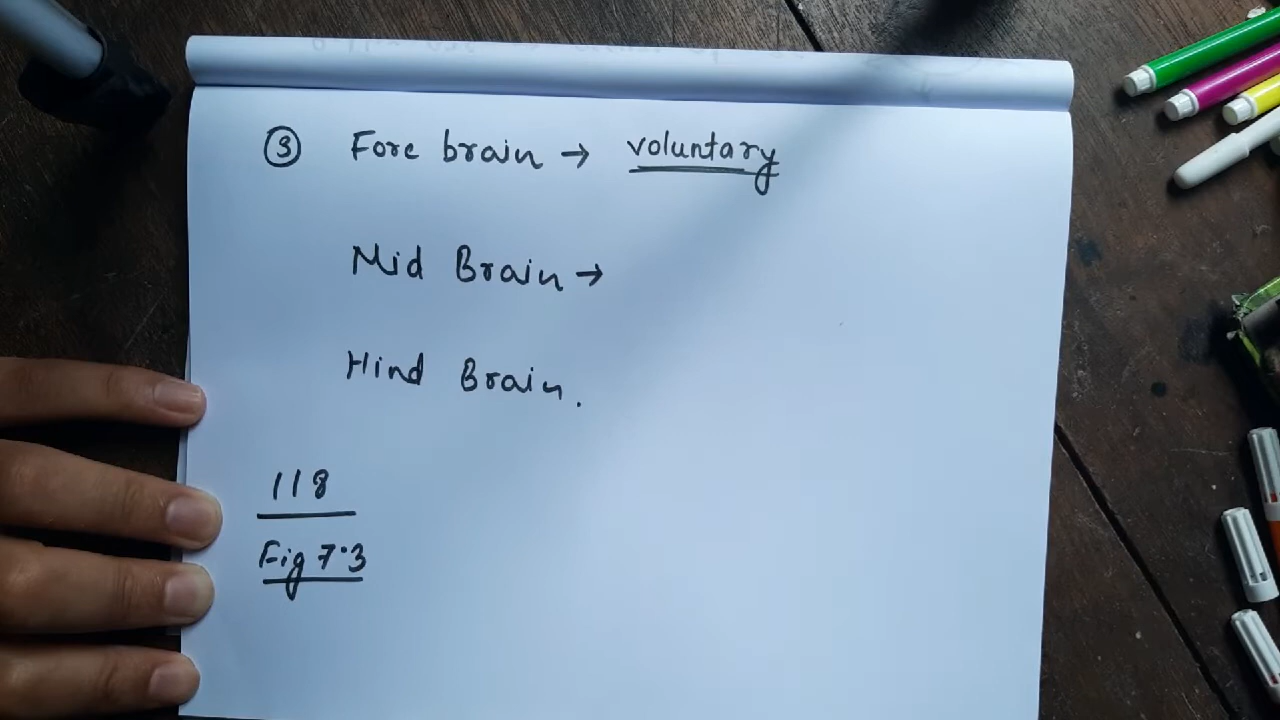 ③ Fore brain → voluntary
Mid Brain →
Hind Brain.
118
Fig 7.3